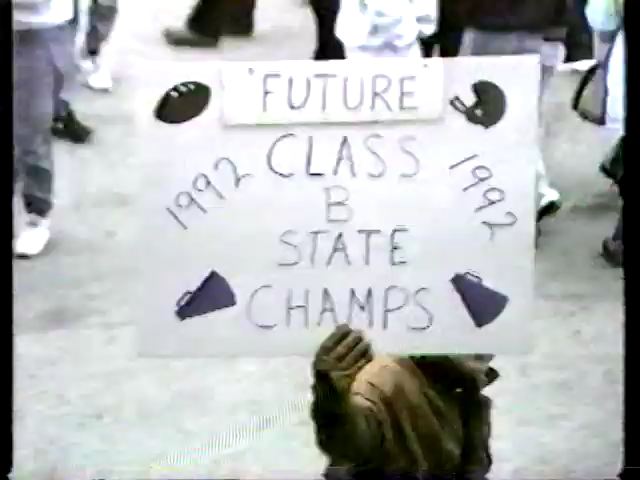 'FUTURE'
1992 CLASS 1992
B
STATE
CHAMPS